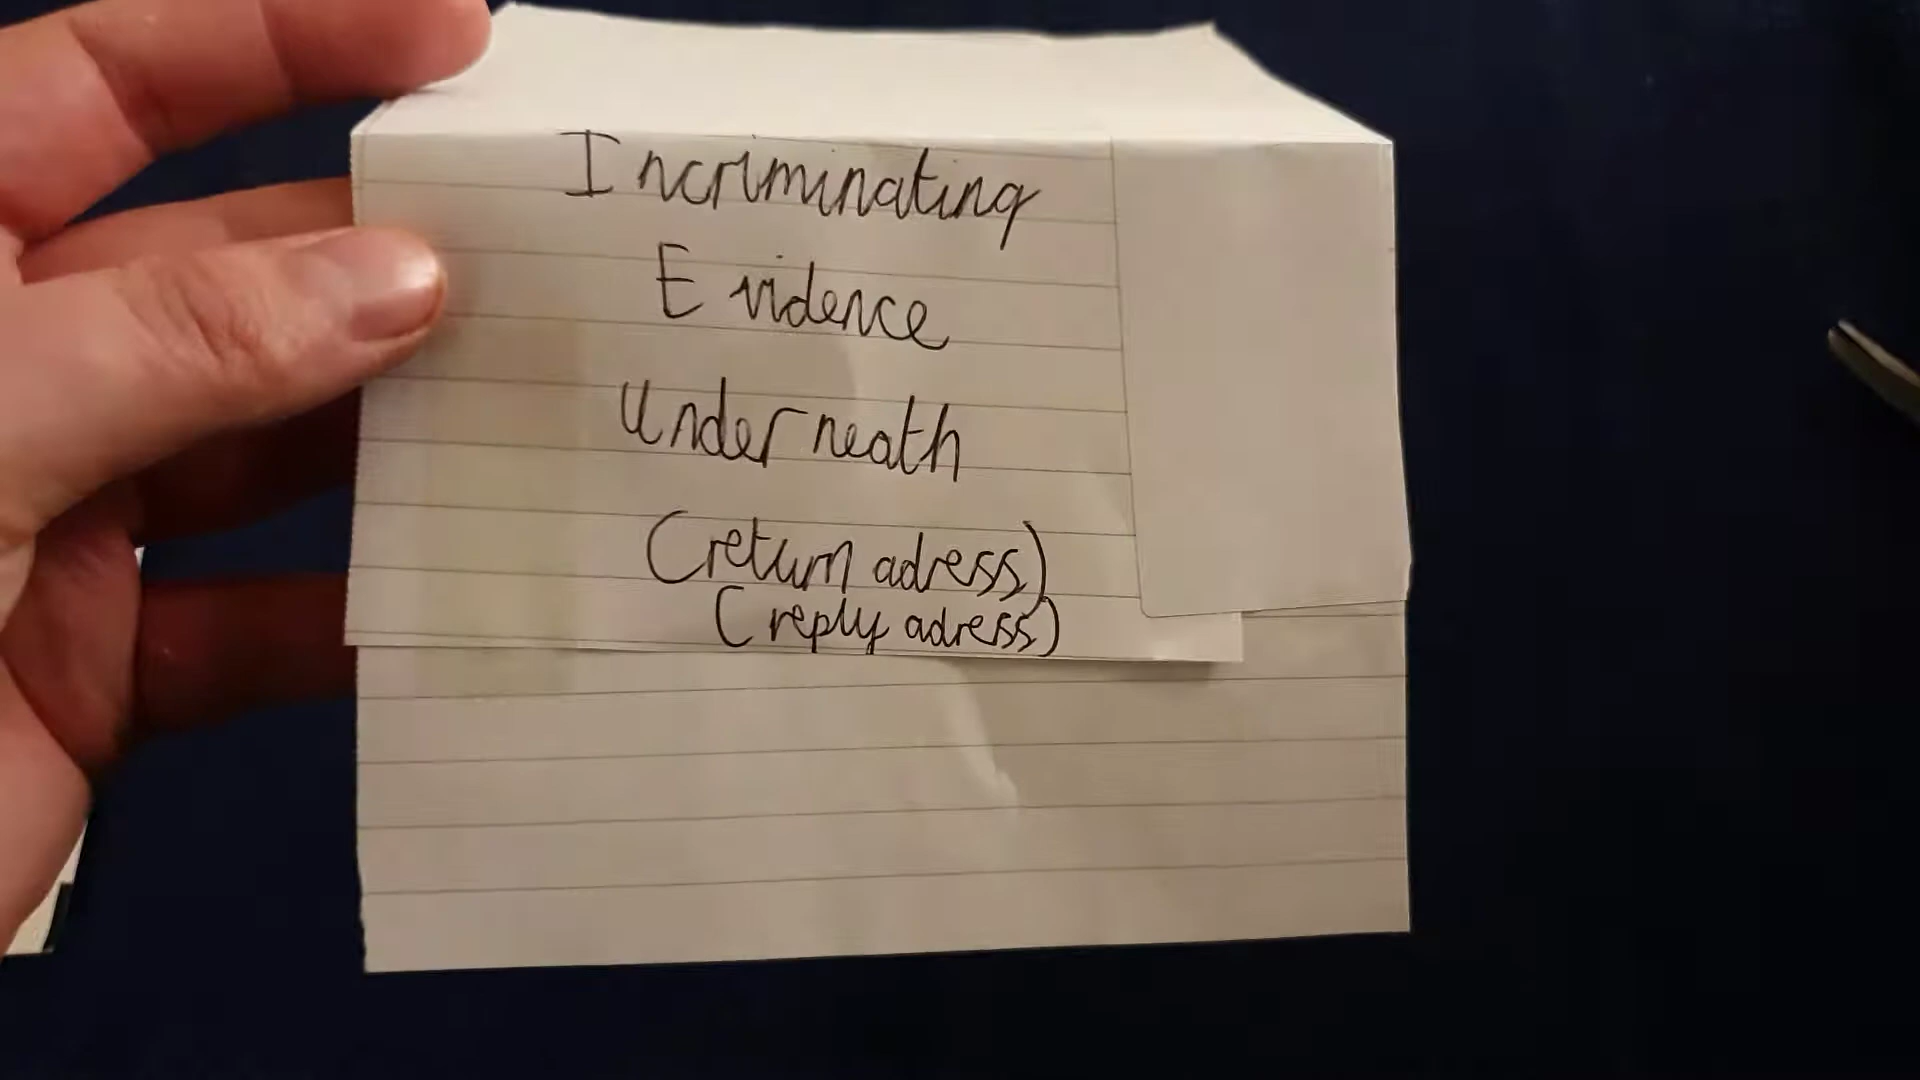 Incriminating
Evidence
Underneath
(return adress)
(reply adress)